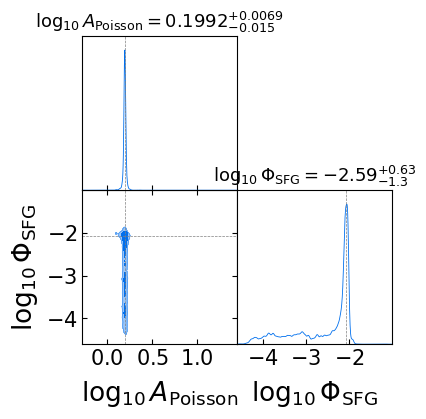 log₁₀ A_Poisson = 0.1992^{+0.0069}_{−0.015}
log₁₀ Φ_SFG = −2.59^{+0.63}_{−1.3}
log₁₀ Φ_SFG
−2
−3
−4
0.0 0.5 1.0
−4 −3 −2
log₁₀ A_Poisson
log₁₀ Φ_SFG